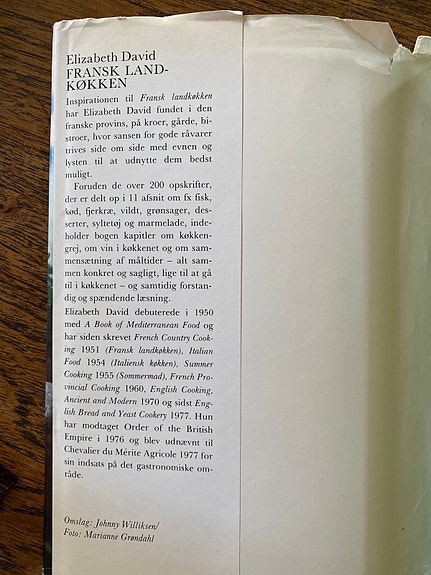 Elizabeth David
FRANSK LAND-
KØKKEN
Inspirationen til Fransk landkøkken
har Elizabeth David fundet i den
franske provins, på kroer, gårde, bi-
stroer, hvor sansen for gode råvarer
trives side om side med evnen og
lysten til at udnytte dem bedst
muligt.
Foruden de over 200 opskrifter,
der er delt op i 11 afsnit om fx fisk,
kød, fjerkræ, vildt, grønsager, des-
serter, syltetøj og marmelade, inde-
holder bogen kapitler om køkken-
grej, om vin i køkkenet og om sam-
mensætning af måltider – alt sam-
men konkret og sagligt, lige til at gå
til i køkkenet – og samtidig forstan-
dig og spændende læsning.
Elizabeth David debuterede i 1950
med A Book of Mediterranean Food og
har siden skrevet French Country Cook-
ing 1951 (Fransk landkøkken), Italian
Food 1954 (Italiensk køkken), Summer
Cooking 1955 (Sommermad), French Pro-
vincial Cooking 1960, English Cooking,
Ancient and Modern 1970 og sidst Eng-
lish Bread and Yeast Cookery 1977. Hun
har modtaget Order of the British
Empire i 1976 og blev udnævnt til
Chevalier du Mérite Agricole 1977 for
sin indsats på det gastronomiske om-
råde.
Omslag: Johnny Williksen/
Foto: Marianne Grøndahl